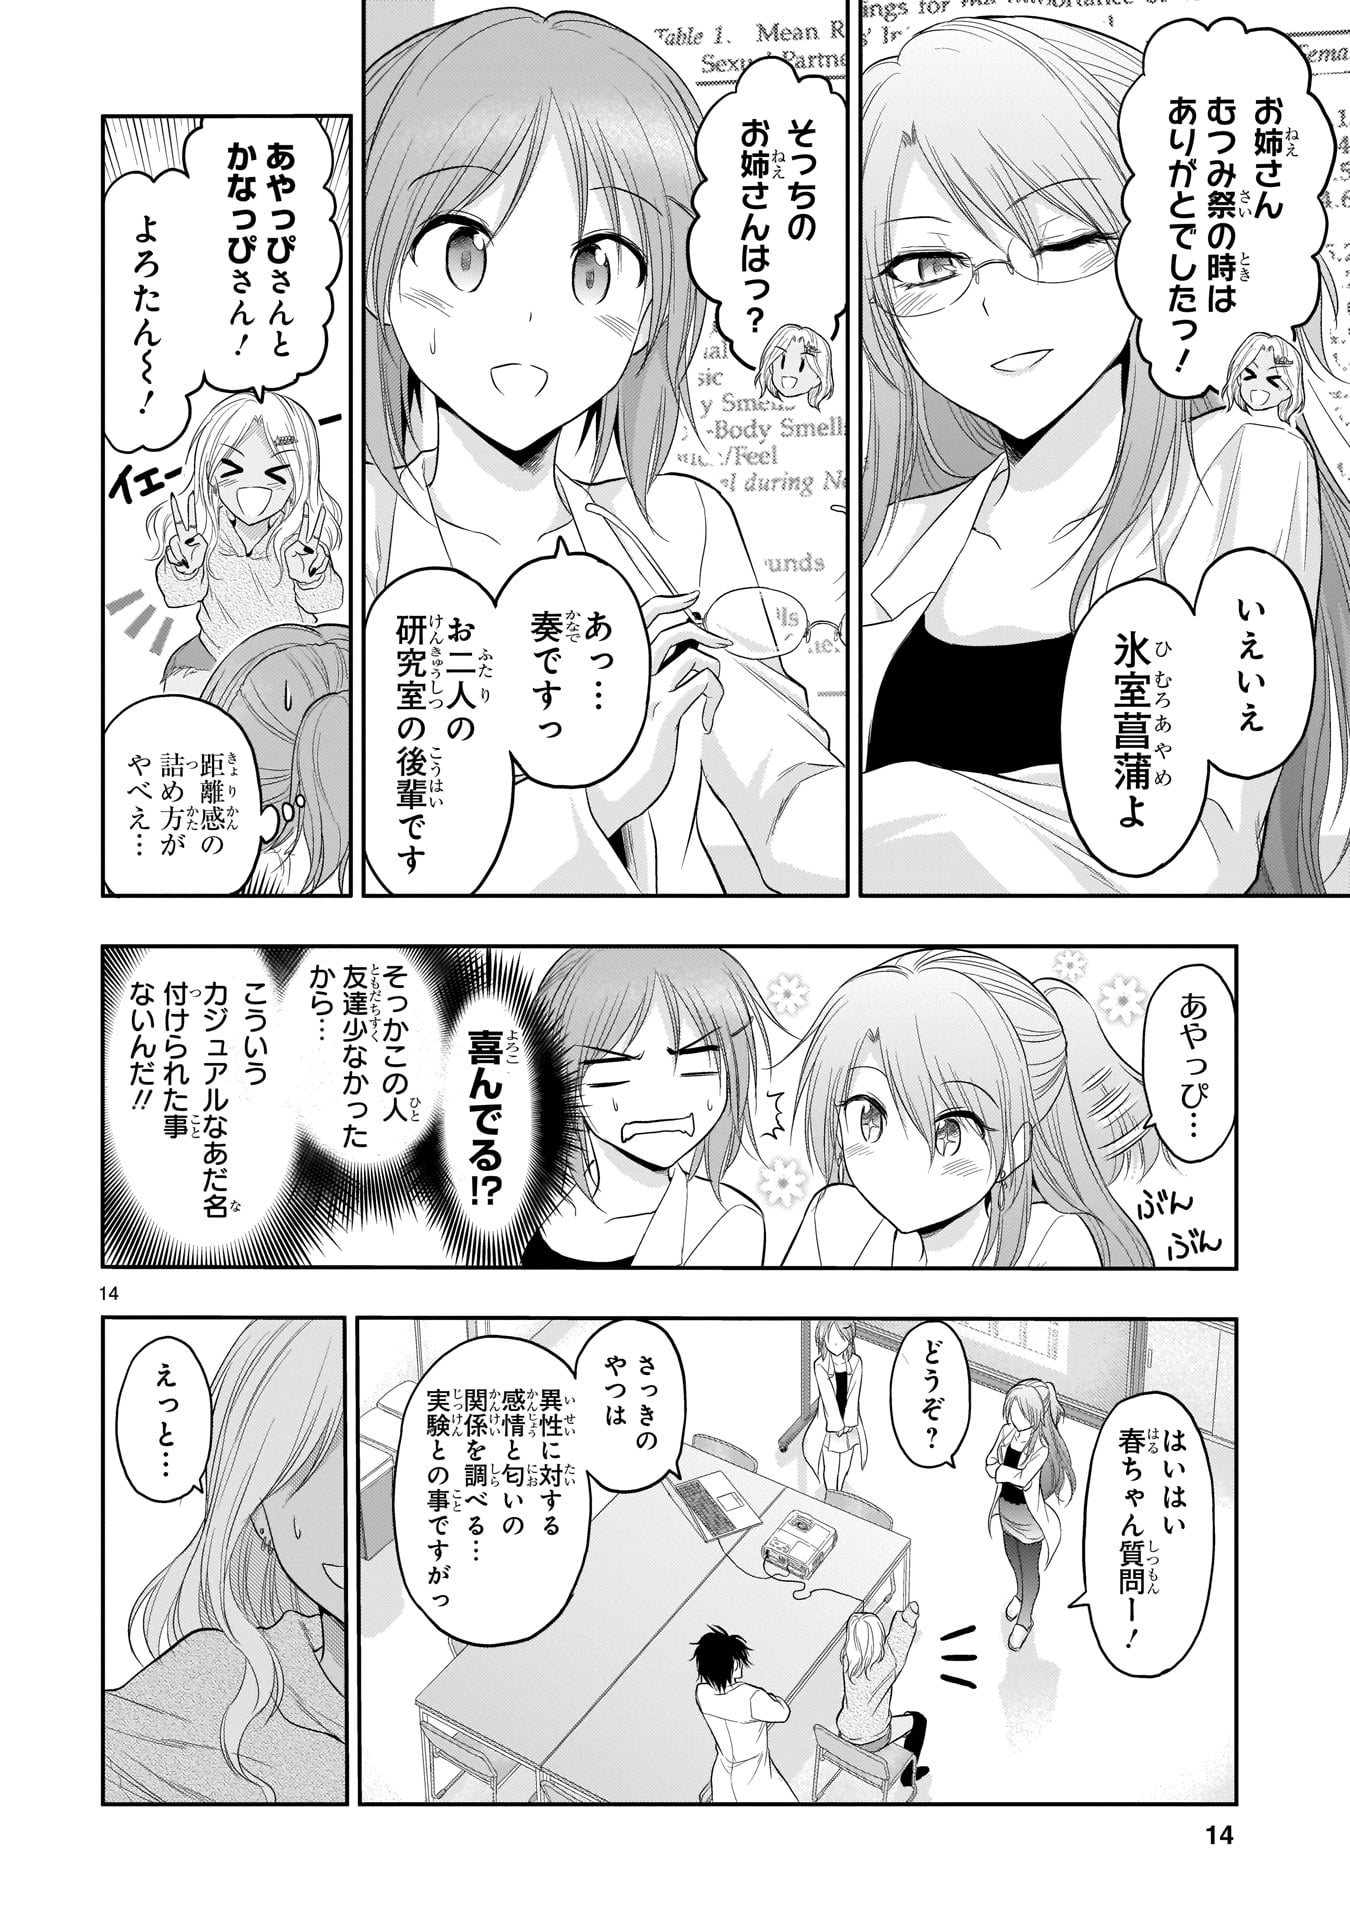 お姉さん
むつみ祭の時は
ありがとでしたっ！
いえいえ
氷室菖蒲よ
そっちの
お姉さんはっ？
あっ…
奏ですっ
お二人の
研究室の後輩です
Table 1. Mean R
Body Smells
/Feel
unds
あやっぴさんと
かなっぴさん！
よろたん〜！
イエー
距離感の
詰め方が
やべえ…
あやっぴ…
ぶん
ぶん
喜んでる!?
そっかこの人
友達少なかった
から…
こういう
カジュアルなあだ名
付けられた事
ないんだ!!
14
はいはい
春ちゃん質問ー！
どうぞ？
さっきの
やつは
異性に対する
感情と匂いの
関係を調べる…
実験との事ですがっ
えっと…
14